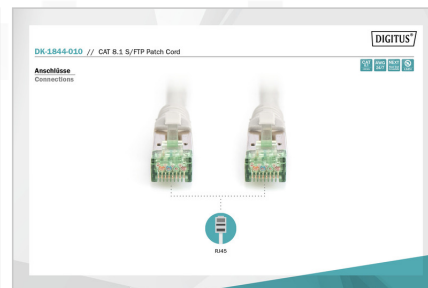 DIGITUS®
DK-1844-010 // CAT 8.1 S/FTP Patch Cord
Anschlüsse
Connections
RJ45